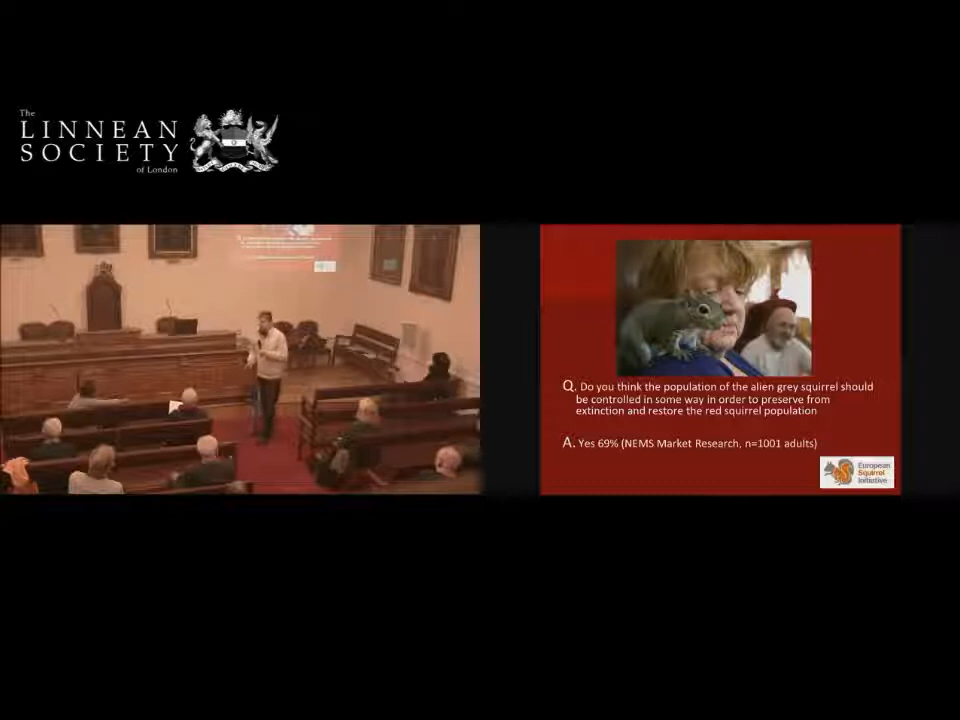 The
LINNEAN
SOCIETY
of London
Q. Do you think the population of the alien grey squirrel should
be controlled in some way in order to preserve from
extinction and restore the red squirrel population
A. Yes 69% (NEMS Market Research, n=1001 adults)
European
Squirrel
Initiative